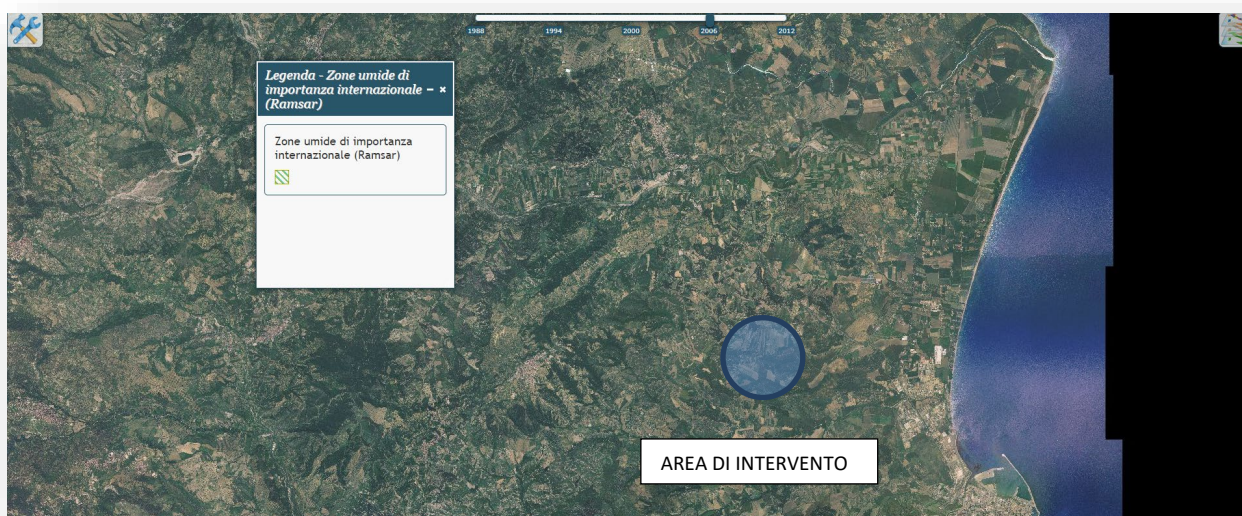 1988 1994 2000 2006 2012
Legenda - Zone umide di
importanza internazionale
(Ramsar)
Zone umide di importanza
internazionale (Ramsar)
AREA DI INTERVENTO